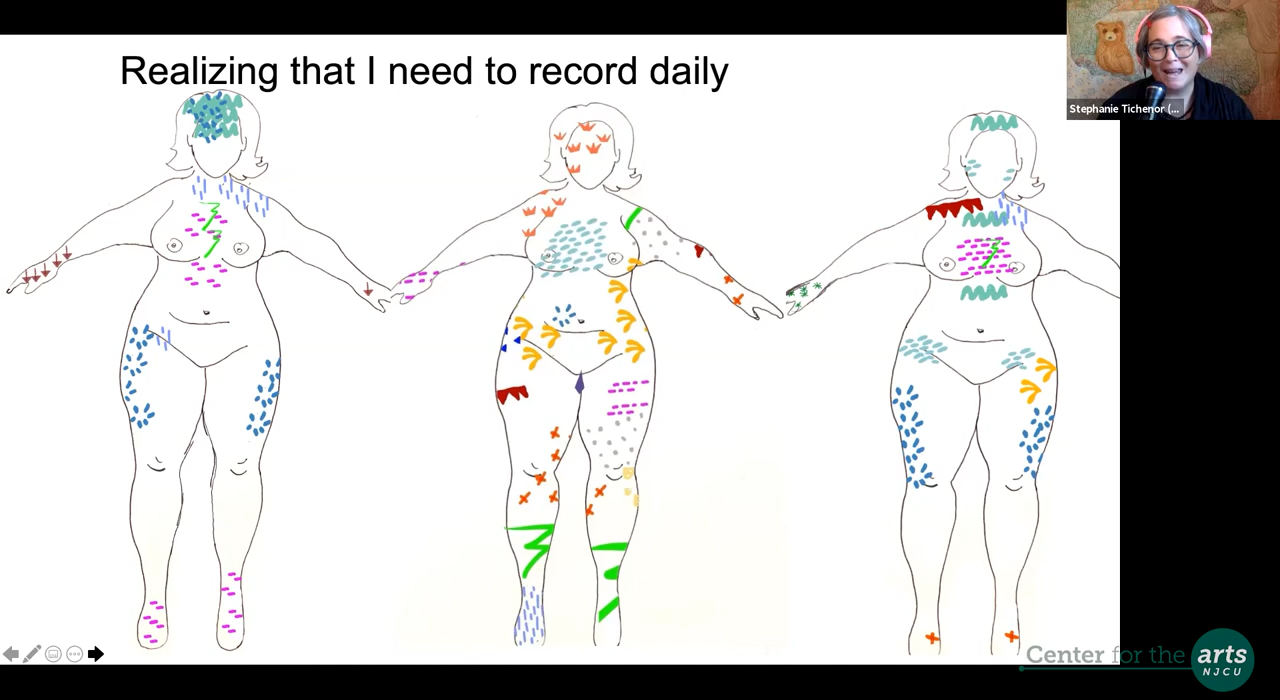 Realizing that I need to record daily
Stephanie Tichenor (...
Center for the arts
NJCU